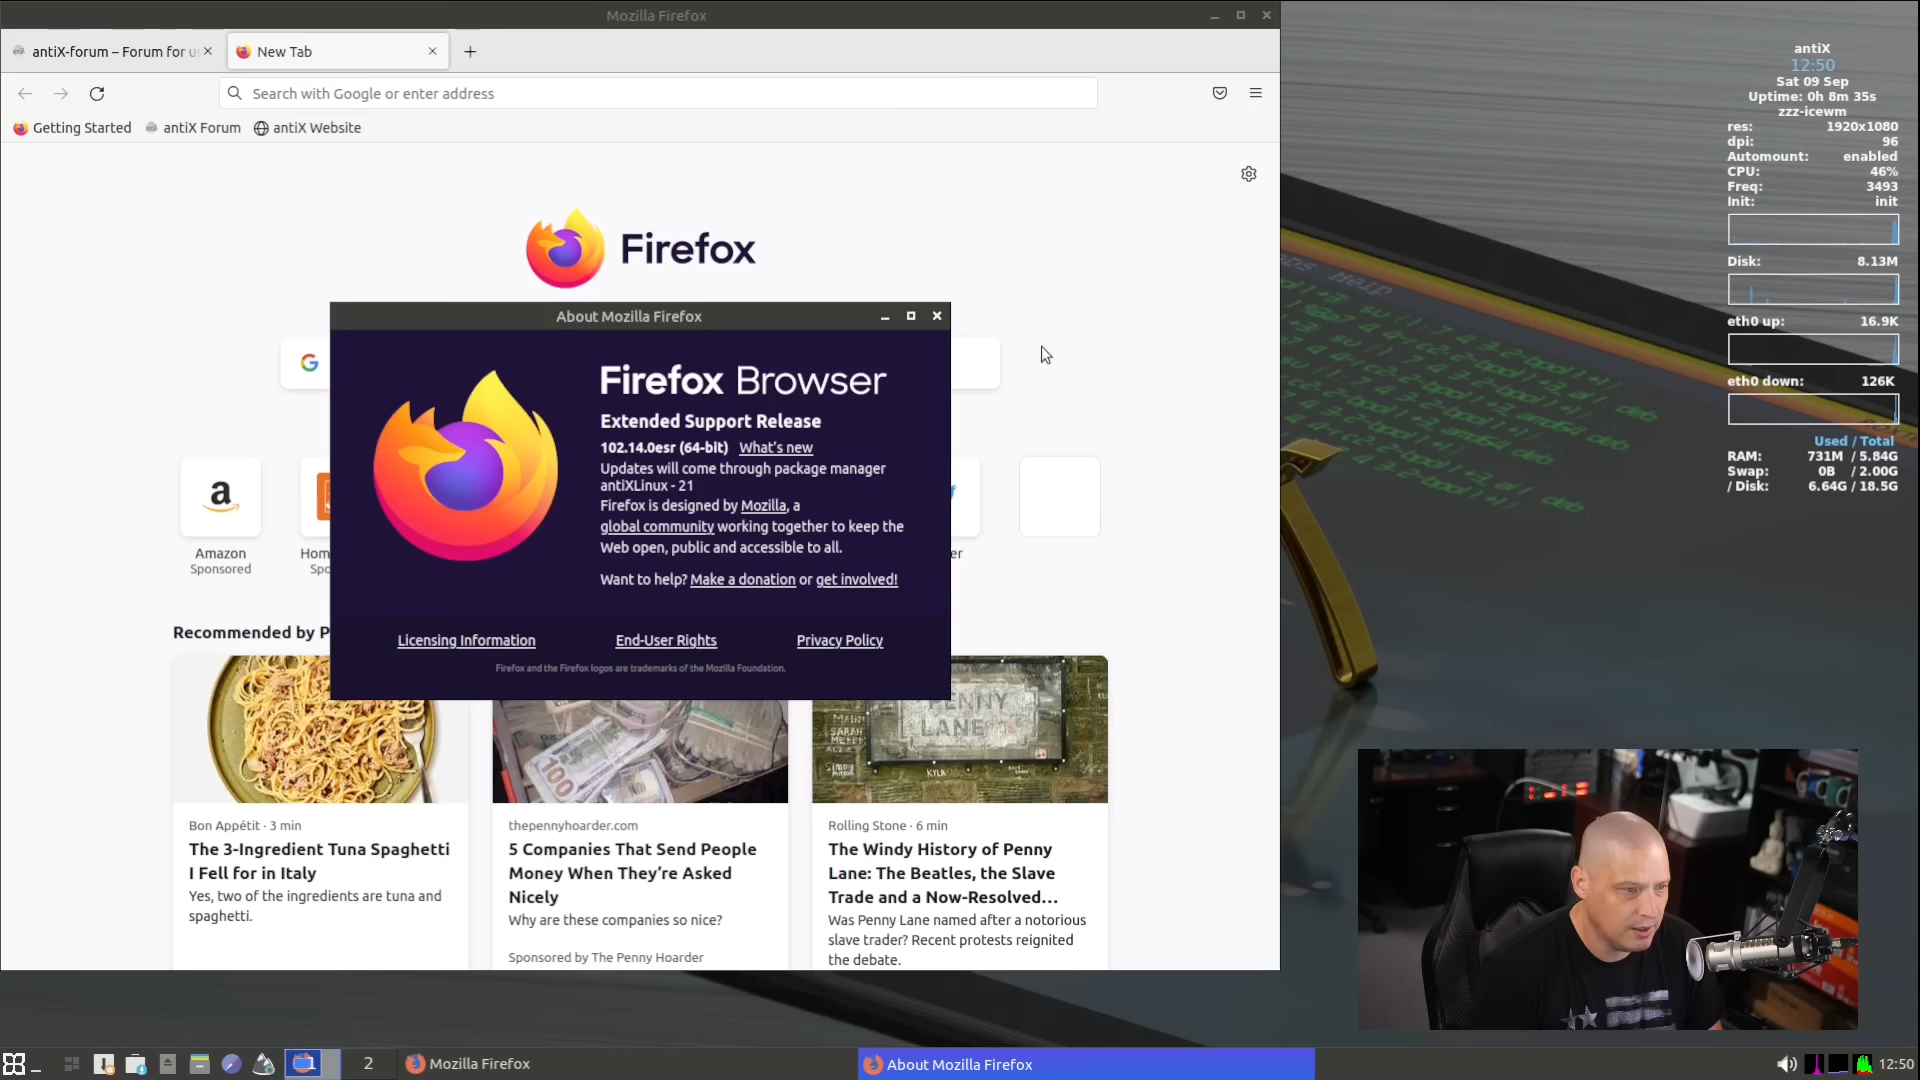 Mozilla Firefox
antiX-forum – Forum for us
New Tab
Search with Google or enter address
Getting Started
antiX Forum
antiX Website
Firefox
About Mozilla Firefox
Firefox Browser
Extended Support Release
102.14.0esr (64-bit) What's new
Updates will come through package manager
antiXLinux - 21
Firefox is designed by Mozilla, a
global community working together to keep the
Web open, public and accessible to all.
Want to help? Make a donation or get involved!
Licensing Information
End-User Rights
Privacy Policy
Firefox and the Firefox logos are trademarks of the Mozilla Foundation.
Amazon
Sponsored
Hom
Spo
er
Recommended by P
PENNY
LANE
Bon Appétit · 3 min
The 3-Ingredient Tuna Spaghetti
I Fell for in Italy
Yes, two of the ingredients are tuna and
spaghetti.
thepennyhoarder.com
5 Companies That Send People
Money When They're Asked
Nicely
Why are these companies so nice?
Sponsored by The Penny Hoarder
Rolling Stone · 6 min
The Windy History of Penny
Lane: The Beatles, the Slave
Trade and a Now-Resolved…
Was Penny Lane named after a notorious
slave trader? Recent protests reignited
the debate.
antiX
12:50
Sat 09 Sep
Uptime: 0h 8m 35s
zzz-icewm
res: 1920x1080
dpi: 96
Automount: enabled
CPU: 46%
Freq: 3493
Init: init
Disk: 8.13M
eth0 up: 16.9K
eth0 down: 126K
Used / Total
RAM: 731M / 5.84G
Swap: 0B / 2.00G
/ Disk: 6.64G / 18.5G
1
2
Mozilla Firefox
About Mozilla Firefox
12:50